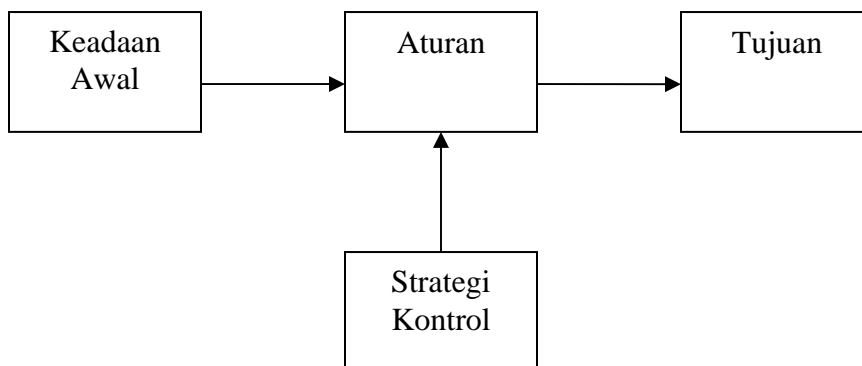 Keadaan
Awal
Aturan
Tujuan
Strategi
Kontrol